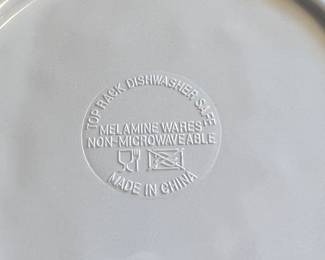 TOP RACK DISHWASHER SAFE
MELAMINE WARES
NON-MICROWAVEABLE
MADE IN CHINA